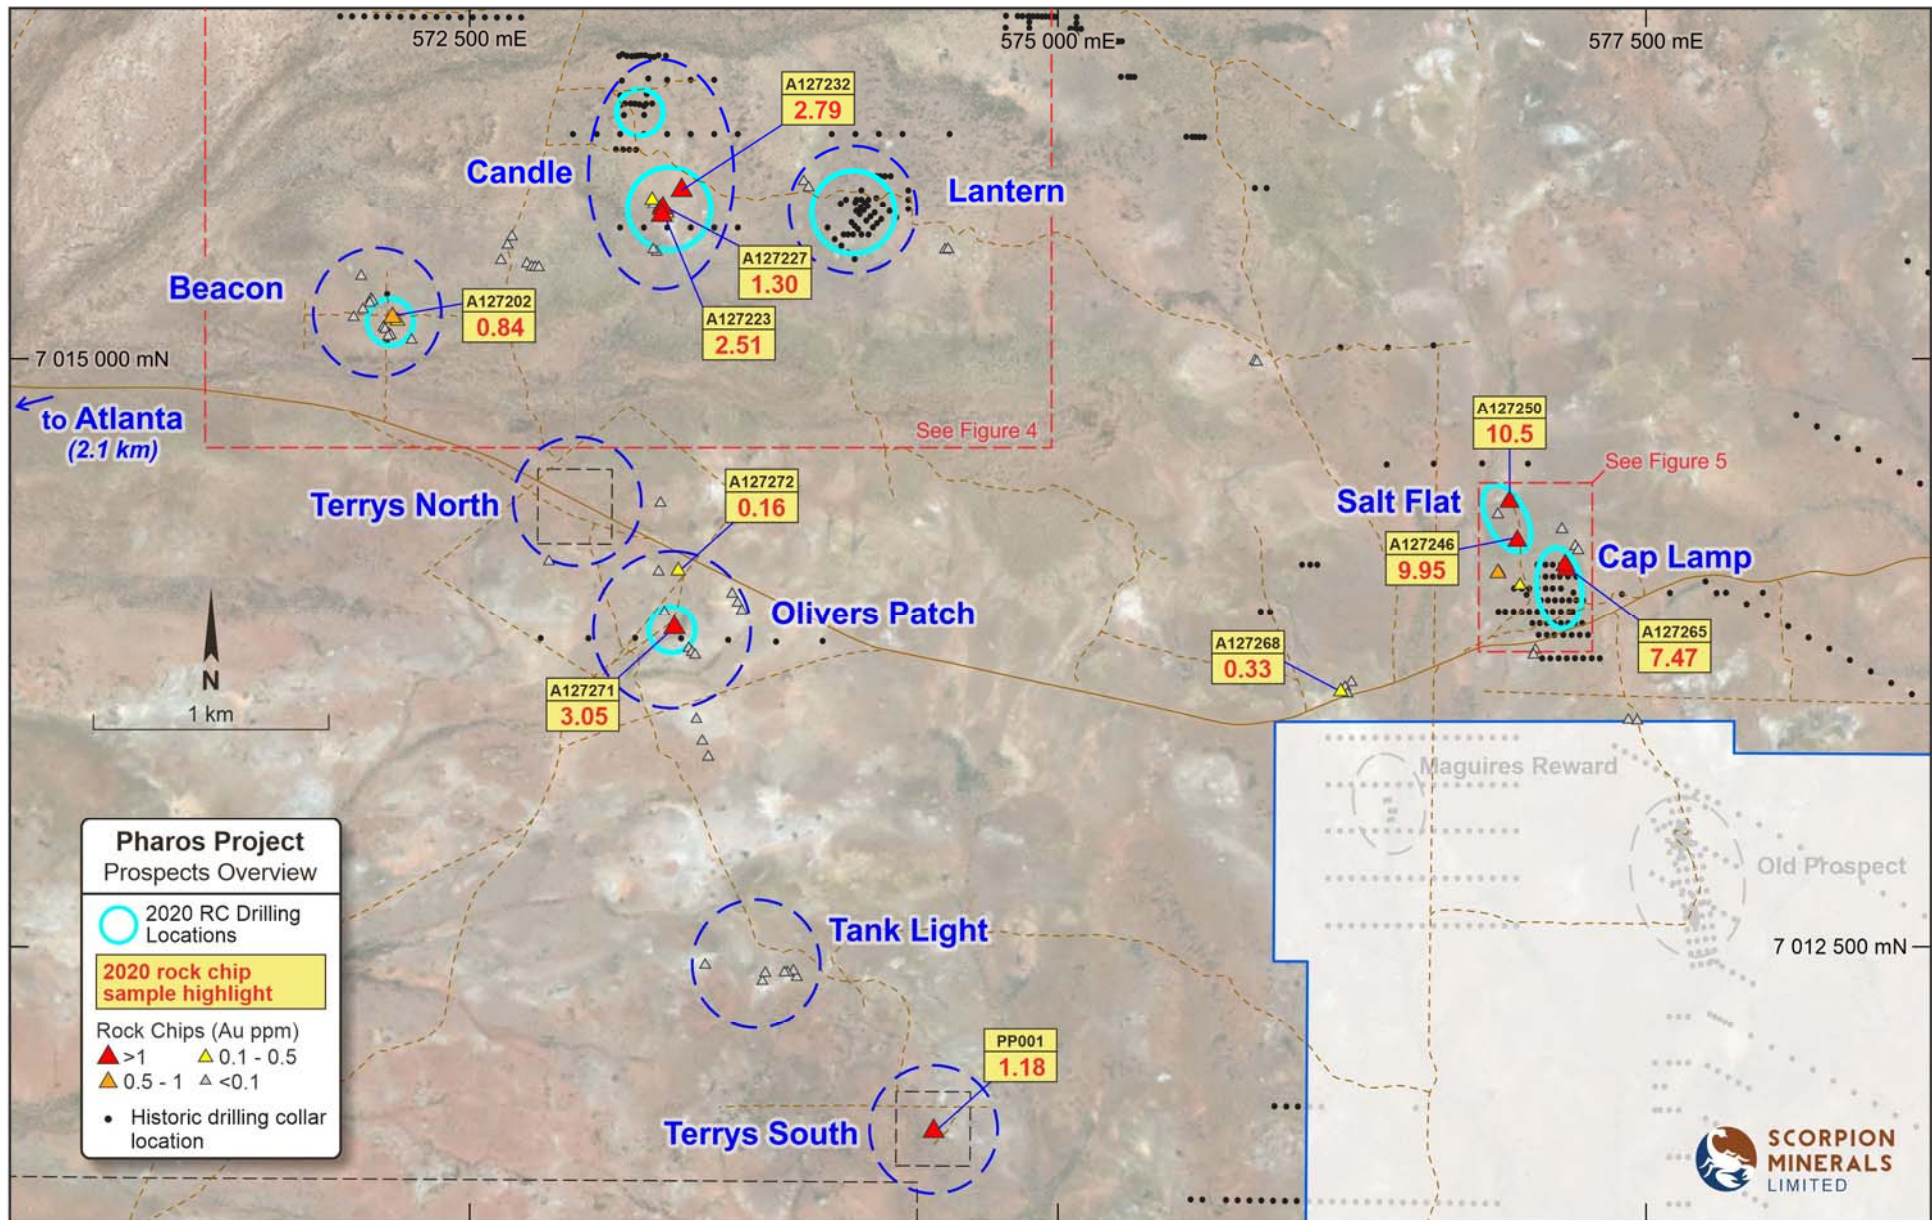 572 500 mE
575 000 mE
577 500 mE
A127232
2.79
Candle
Lantern
A127227
1.30
Beacon
A127202
0.84
A127223
2.51
7 015 000 mN
to Atlanta
(2.1 km)
See Figure 4
A127250
10.5
See Figure 5
Terrys North
A127272
0.16
Salt Flat
A127246
9.95
Cap Lamp
Olivers Patch
A127268
0.33
A127265
7.47
A127271
3.05
N
1 km
Maguires Reward
Old Prospect
Pharos Project
Prospects Overview
2020 RC Drilling
Locations
2020 rock chip
sample highlight
Rock Chips (Au ppm)
>1
0.1 - 0.5
0.5 - 1
<0.1
Historic drilling collar
location
Tank Light
7 012 500 mN
PP001
1.18
Terrys South
SCORPION
MINERALS
LIMITED